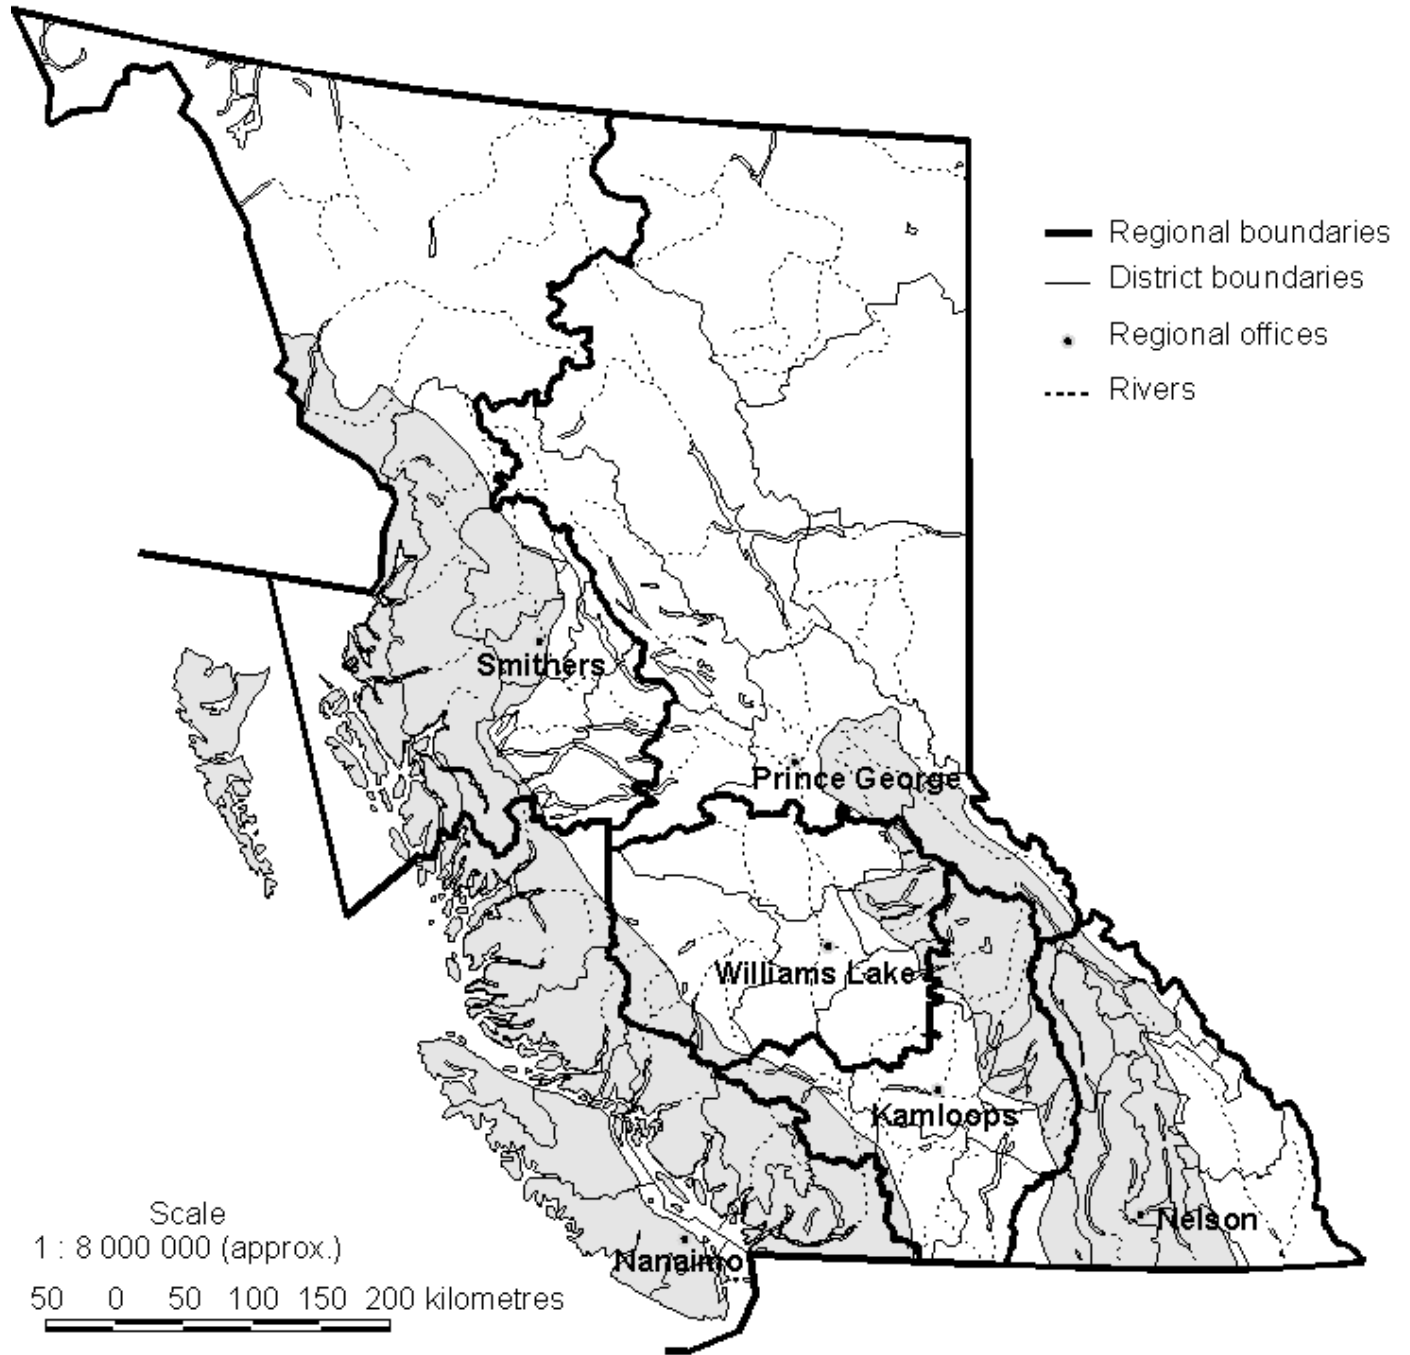 Regional boundaries
District boundaries
Regional offices
Rivers
Smithers
Prince George
Williams Lake
Kamloops
Nelson
Nanaimo
Scale
1 : 8 000 000 (approx.)
50 0 50 100 150 200 kilometres